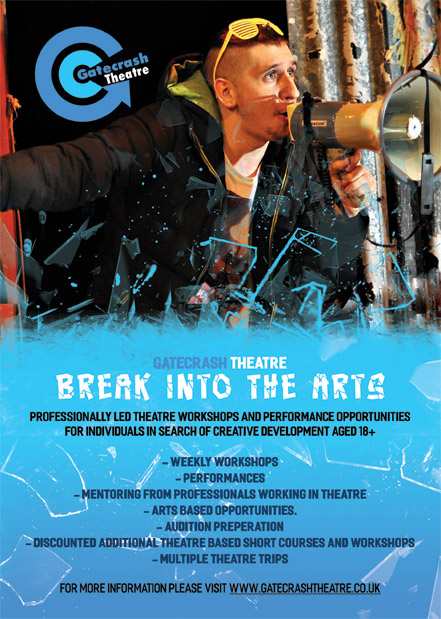 Gatecrash
Theatre
GATECRASH THEATRE
BREAK INTO THE ARTS
PROFESSIONALLY LED THEATRE WORKSHOPS AND PERFORMANCE OPPORTUNITIES
FOR INDIVIDUALS IN SEARCH OF CREATIVE DEVELOPMENT AGED 18+
– WEEKLY WORKSHOPS
– PERFORMANCES
– MENTORING FROM PROFESSIONALS WORKING IN THEATRE
– ARTS BASED OPPORTUNITIES.
– AUDITION PREPERATION
– DISCOUNTED ADDITIONAL THEATRE BASED SHORT COURSES AND WORKSHOPS
– MULTIPLE THEATRE TRIPS
FOR MORE INFORMATION PLEASE VISIT WWW.GATECRASHTHEATRE.CO.UK